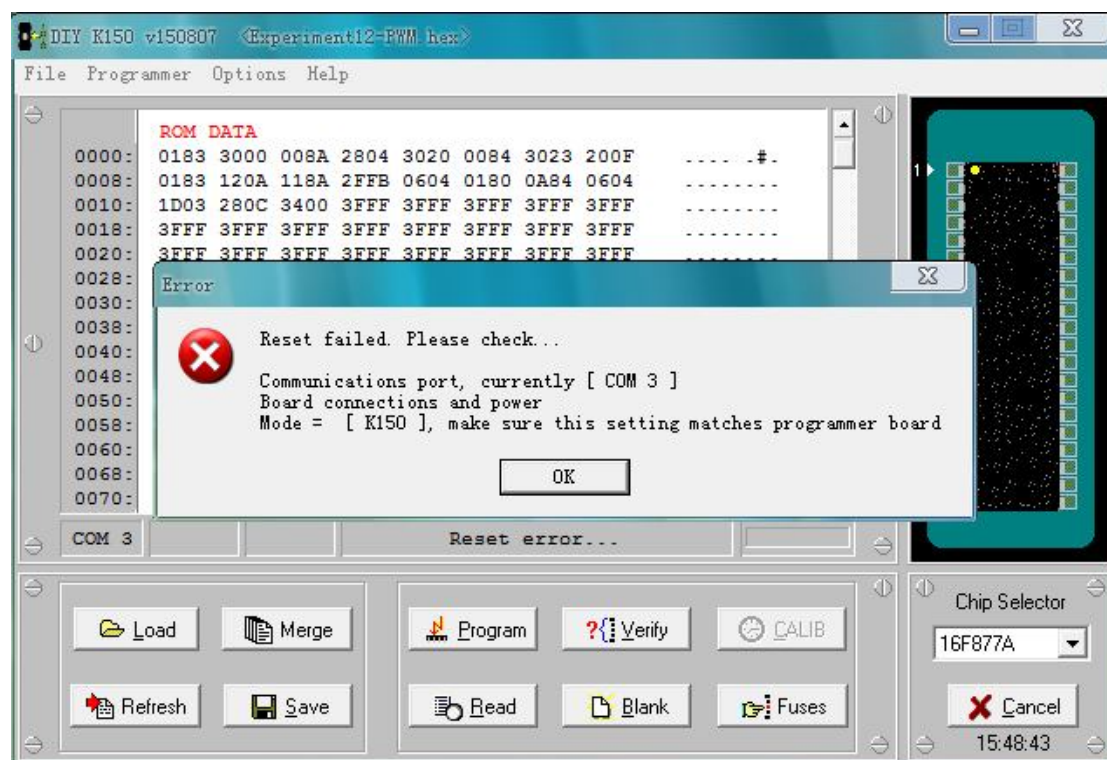 DIY K150 v150807 <Experiment12-PWM.hex>
File Programmer Options Help
ROM DATA
0000: 0183 3000 008A 2804 3020 0084 3023 200F .... .#.
0008: 0183 120A 118A 2FFB 0604 0180 0A84 0604 ........
0010: 1D03 280C 3400 3FFF 3FFF 3FFF 3FFF 3FFF ........
0018: 3FFF 3FFF 3FFF 3FFF 3FFF 3FFF 3FFF 3FFF ........
0020: 3FFF 3FFF 3FFF 3FFF 3FFF 3FFF 3FFF 3FFF ........
0028:
0030:
0038:
0040:
0048:
0050:
0058:
0060:
0068:
0070:
1
Error
Reset failed. Please check...
Communications port, currently [ COM 3 ]
Board connections and power
Mode = [ K150 ], make sure this setting matches programmer board
OK
COM 3 Reset error...
Load Merge Program ?{ Verify CALIB
Refresh Save Read Blank Fuses
Chip Selector
16F877A
Cancel
15:48:43